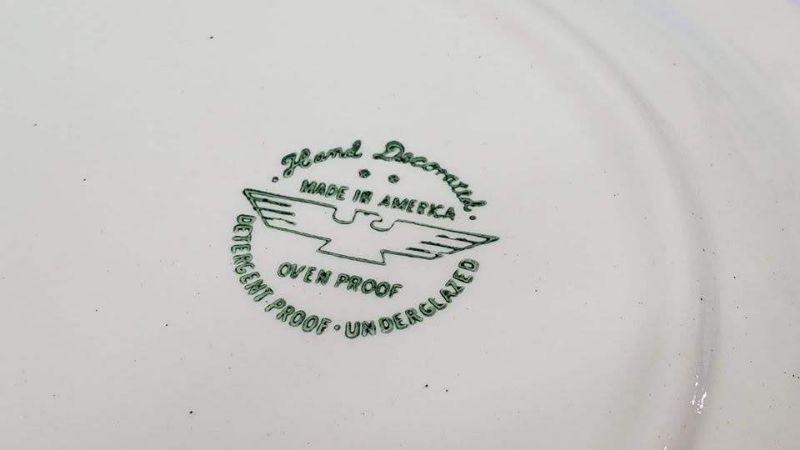 Hand Decorated
MADE IN AMERICA
OVEN PROOF
DETERGENT PROOF · UNDERGLAZED